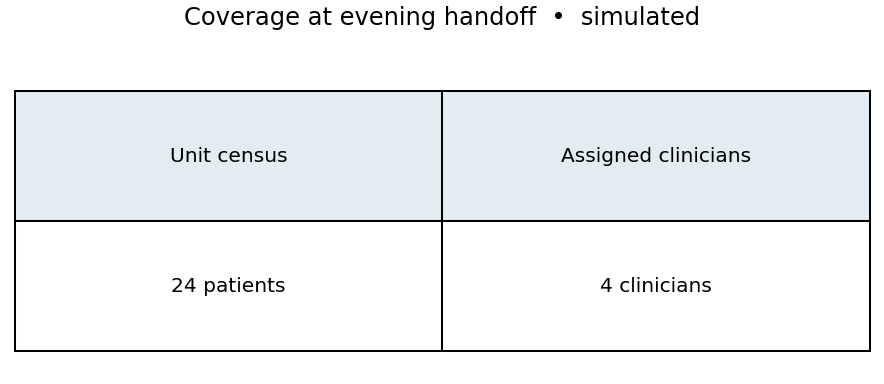 Coverage at evening handoff • simulated
Unit census
Assigned clinicians
24 patients
4 clinicians